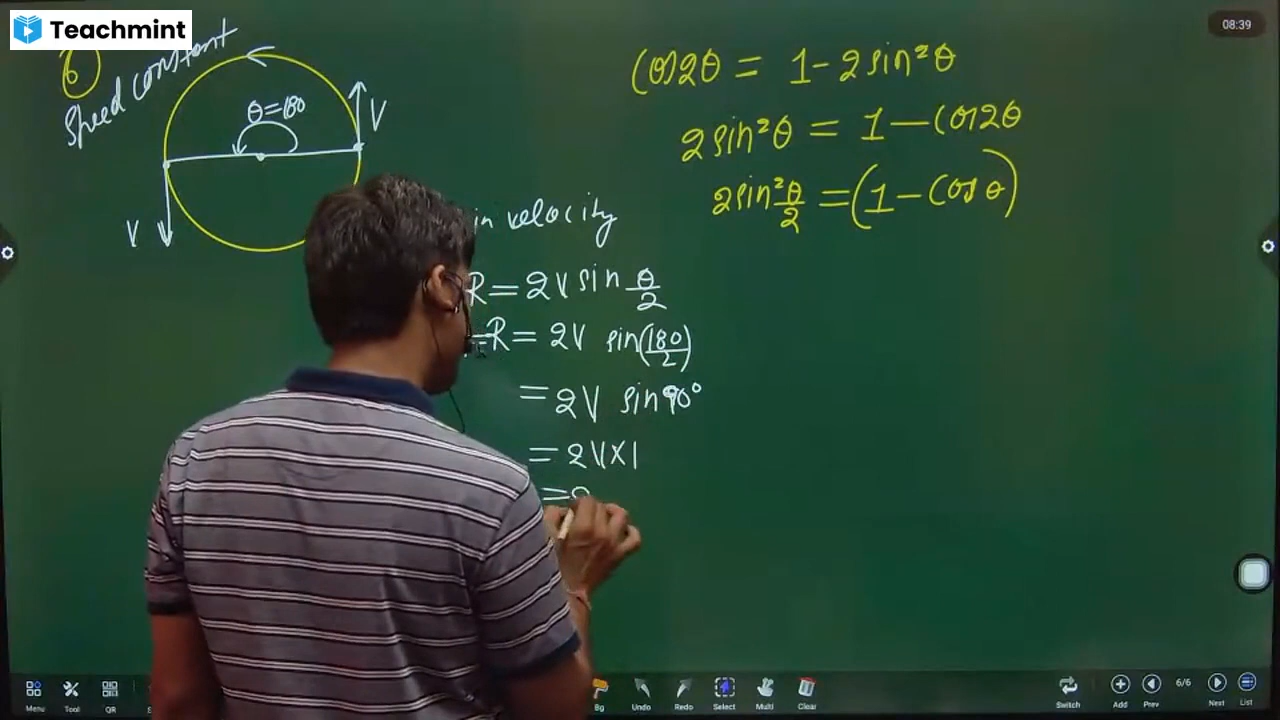 Teachmint
08:39
6
Speed constant
θ=180
V
V
in velocity
R = 2V sin θ/2
R = 2V sin(180/2)
= 2V sin90°
= 2V×1
=
cos2θ = 1-2sin²θ
2sin²θ = 1-cos2θ
2sin²θ/2 = (1-cosθ)
Menu
Tool
QR
Bg
Undo
Redo
Select
Multi
Clear
Switch
Add
Prev
6/6
Next
List